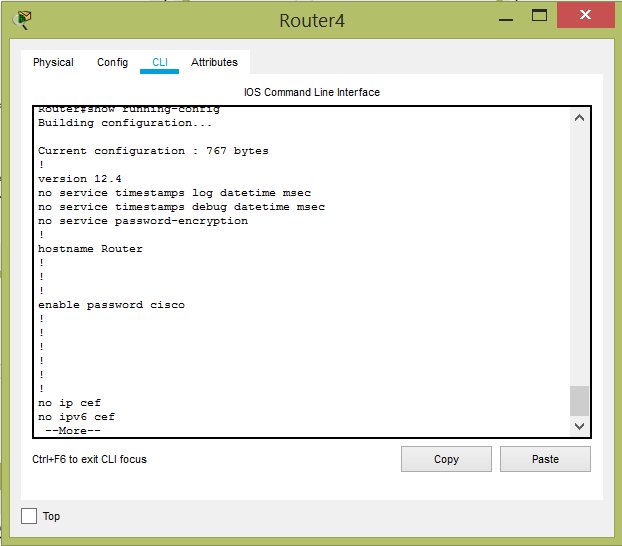 Router4
Physical Config CLI Attributes
IOS Command Line Interface
Router#show running-config
Building configuration...
Current configuration : 767 bytes
!
version 12.4
no service timestamps log datetime msec
no service timestamps debug datetime msec
no service password-encryption
!
hostname Router
!
!
!
enable password cisco
!
!
!
!
!
!
no ip cef
no ipv6 cef
--More--
Ctrl+F6 to exit CLI focus
Copy Paste
Top